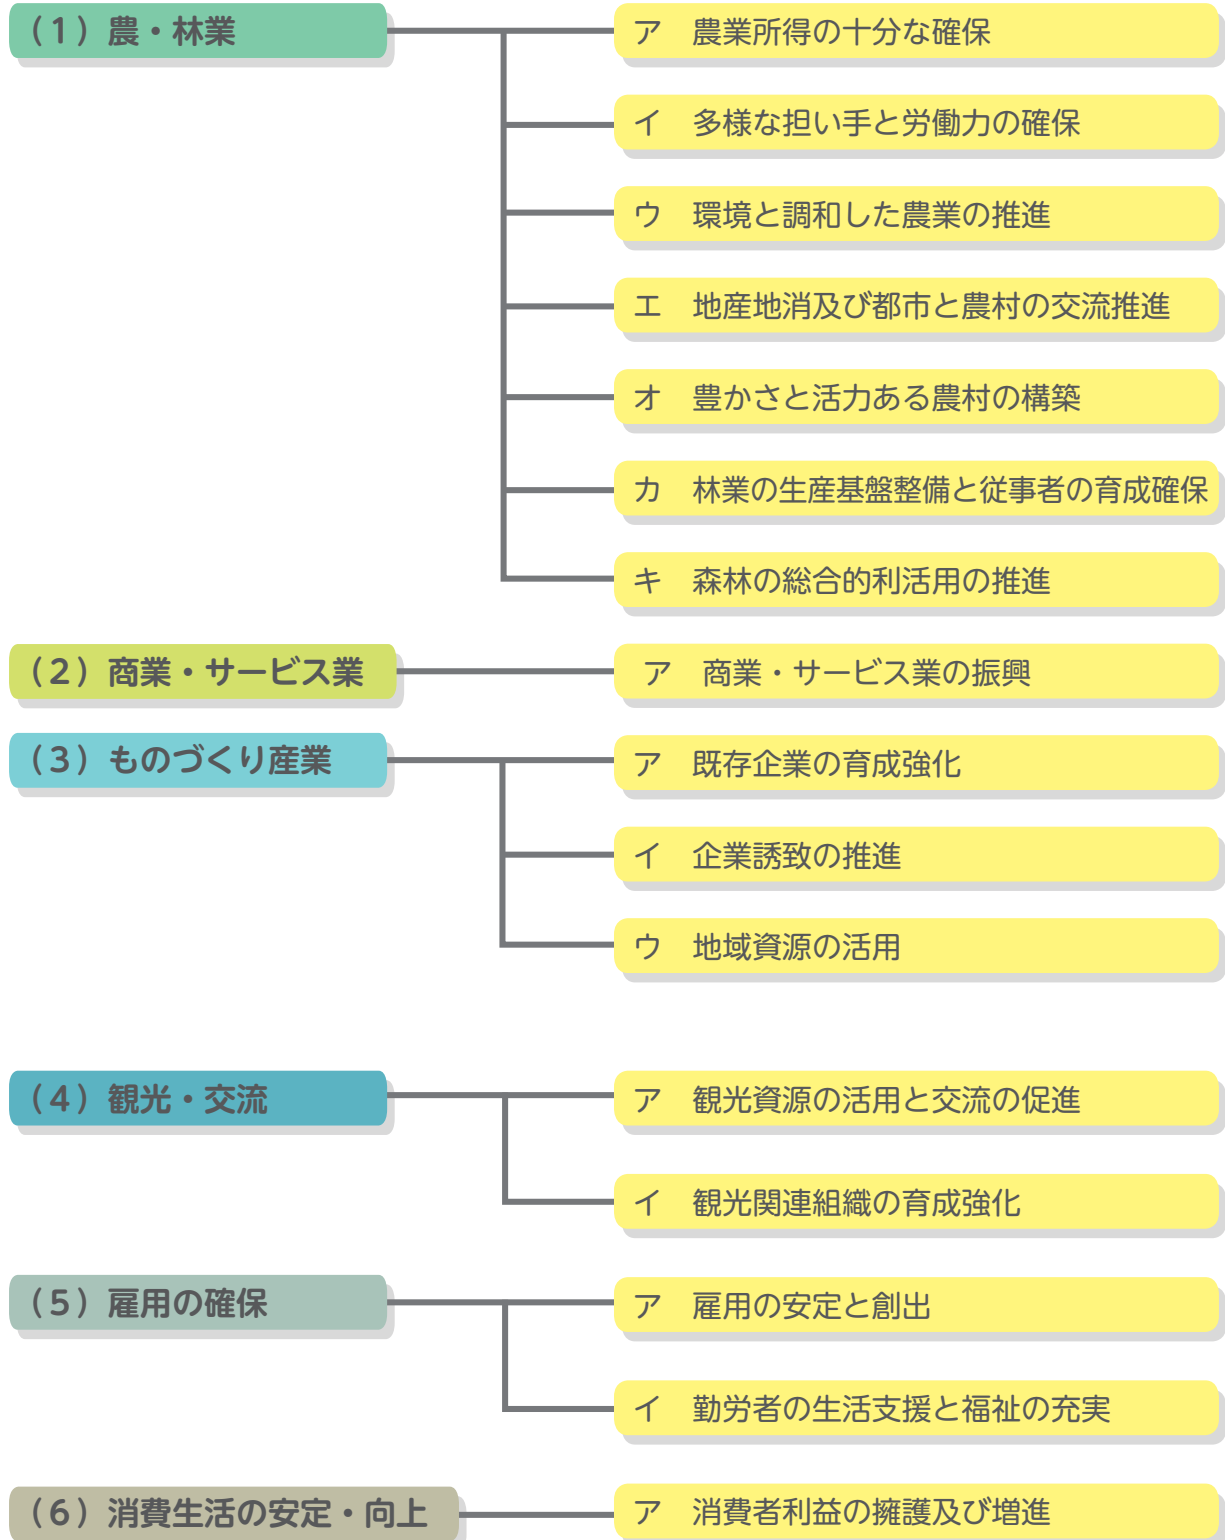 （1）農・林業
ア　農業所得の十分な確保
イ　多様な担い手と労働力の確保
ウ　環境と調和した農業の推進
エ　地産地消及び都市と農村の交流推進
オ　豊かさと活力ある農村の構築
カ　林業の生産基盤整備と従事者の育成確保
キ　森林の総合的利活用の推進
（2）商業・サービス業
ア　商業・サービス業の振興
（3）ものづくり産業
ア　既存企業の育成強化
イ　企業誘致の推進
ウ　地域資源の活用
（4）観光・交流
ア　観光資源の活用と交流の促進
イ　観光関連組織の育成強化
（5）雇用の確保
ア　雇用の安定と創出
イ　勤労者の生活支援と福祉の充実
（6）消費生活の安定・向上
ア　消費者利益の擁護及び増進